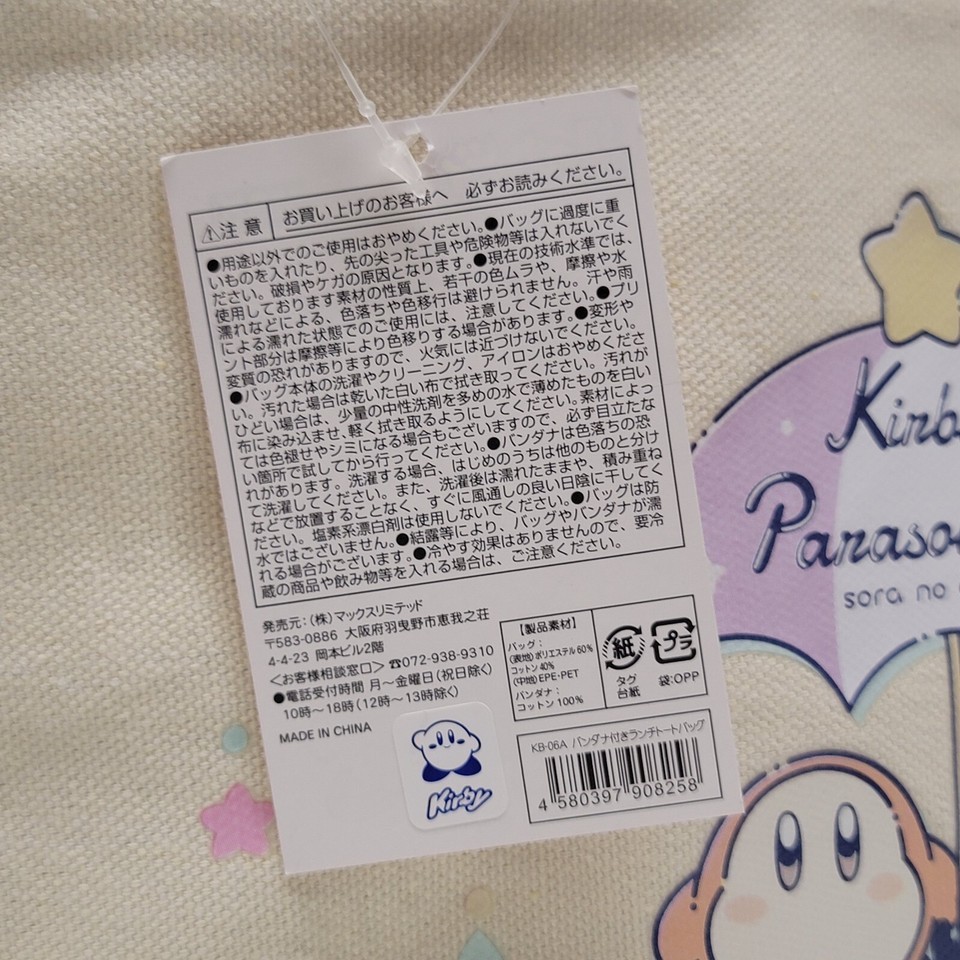 ⚠注意
お買い上げのお客様へ 必ずお読みください。
●用途以外でのご使用はおやめください。●バッグに過度に重
いものを入れたり、先の尖った工具や危険物等は入れないでく
ださい。破損やケガの原因となります。●現在の技術水準では、
使用しております素材の性質上、若干の色ムラや、摩擦や水
濡れなどによる、色落ちや色移行は避けられません。汗や雨
による濡れた状態でのご使用には、注意してください。●プリ
ント部分は摩擦等により色移りする場合があります。●変形や
変質の恐れがありますので、火気には近づけないでください。
●バッグ本体の洗濯やクリーニング、アイロンはおやめくださ
い。汚れた場合は乾いた白い布で拭き取ってください。汚れが
ひどい場合は、少量の中性洗剤を多めの水で薄めたものを白い
布に染み込ませ、軽く拭き取るようにしてください。素材によっ
ては色褪せやシミになる場合もございますので、必ず目立たな
い箇所で試してから行ってください。●バンダナは色落ちの恐
れがあります。洗濯する場合、はじめのうちは他のものと分け
て洗濯してください。また、洗濯後は濡れたままや、積み重ね
などで放置することなく、すぐに風通しの良い日陰に干してく
ださい。塩素系漂白剤は使用しないでください。●バッグは防
水ではございません。●結露等により、バッグやバンダナが濡
れる場合がございます。●冷やす効果はありませんので、要冷
蔵の商品や飲み物等を入れる場合は、ご注意ください。
発売元:(株)マックスリミテッド
〒583-0886 大阪府羽曳野市恵我之荘
4-4-23 岡本ビル2階
<お客様相談窓口> ☎072-938-9310
●電話受付時間 月〜金曜日(祝日除く)
10時〜18時(12時〜13時除く)
MADE IN CHINA
【製品素材】
バッグ:
(表地)ポリエステル60%
コットン40%
(中地)EPE・PET
バンダナ:
コットン100%
紙
タグ
台紙
プラ
袋:OPP
Kirby
KB-06A バンダナ付きランチトートバッグ
4 580397 908258
Kirb
Paraso
sora no